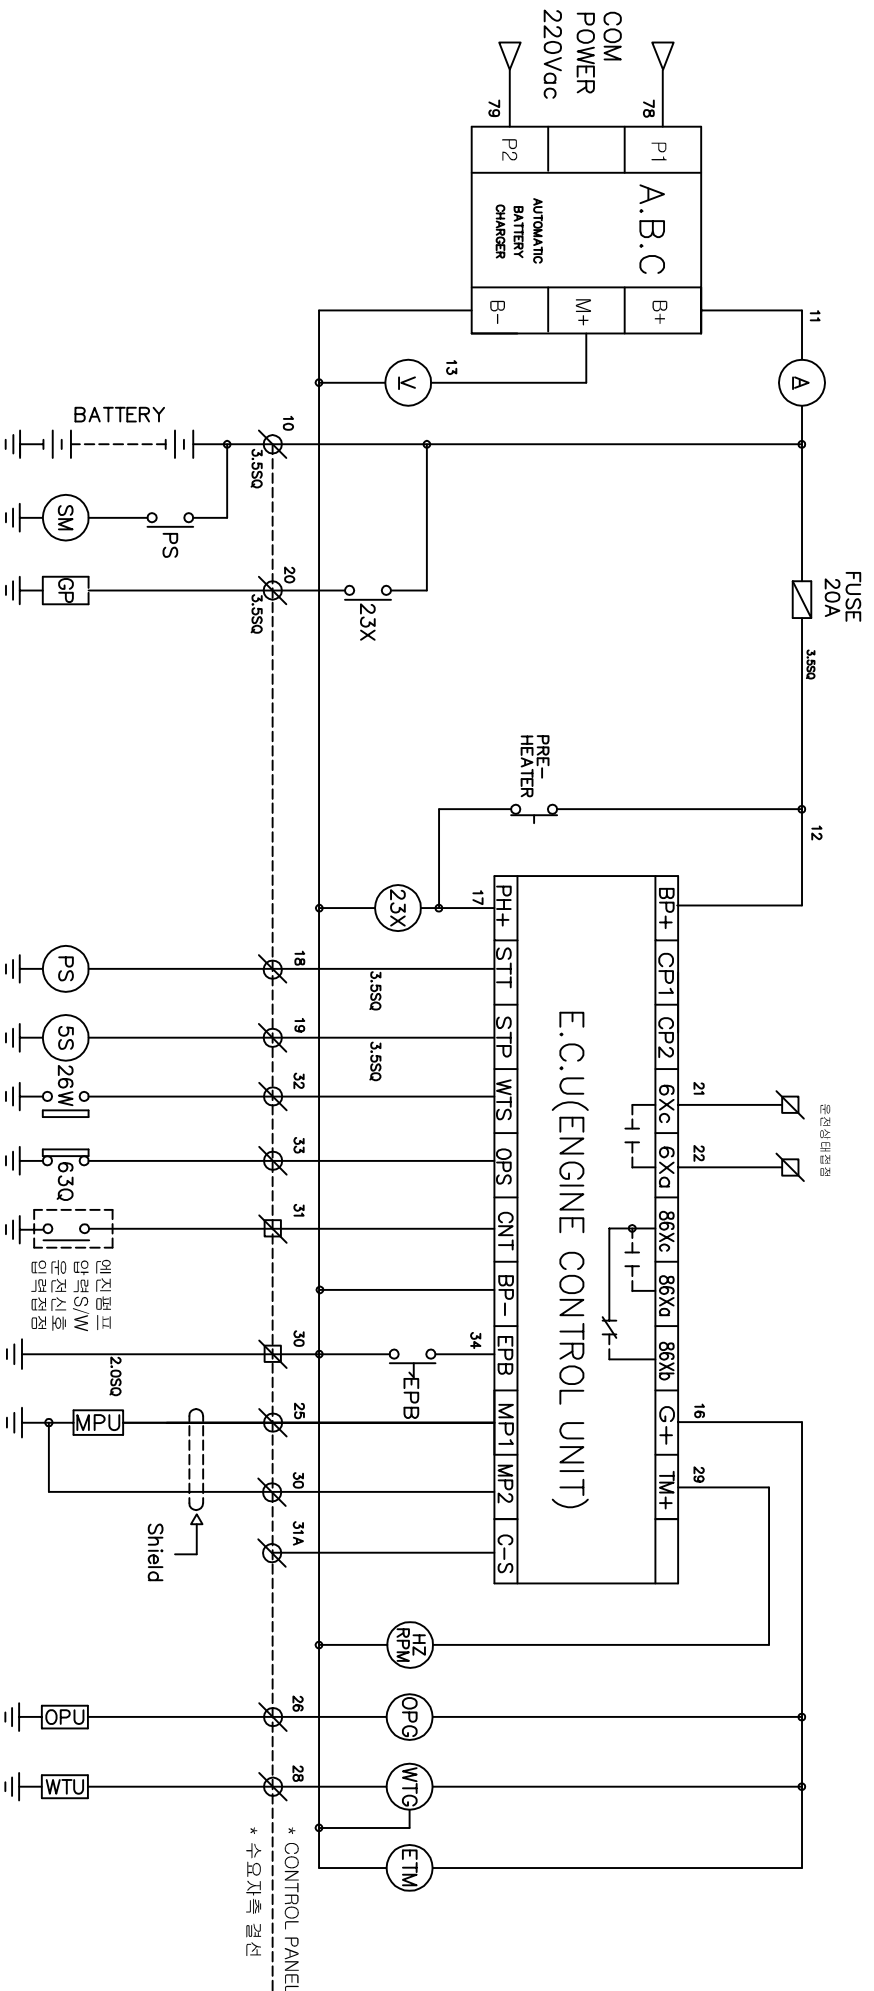 COM
POWER
220Vac
78
79
P1
P2
A.B.C
AUTOMATIC
BATTERY
CHARGER
B+
M+
B-
11
A
13
V
BATTERY
10
3.5SQ
SM
PS
GP
20
3.5SQ
23X
FUSE
20A
3.5SQ
12
PRE-
HEATER
23X
17
E.C.U(ENGINE CONTROL UNIT)
BP+
CP1
CP2
6Xc
6Xa
86Xc
86Xa
86Xb
G+
TM+
PH+
STT
STP
WTS
OPS
CNT
BP-
EPB
MP1
MP2
C-S
21
22
운전상태접점
16
29
PS
18
3.5SQ
5S
19
3.5SQ
26W
32
63Q
33
31
엔진펌프
압력S/W
운전신호
입력접점
30
2.0SQ
34
EPB
MPU
25
30
31A
Shield
HZ
RPM
OPU
26
OPG
WTU
28
WTG
ETM
* CONTROL PANEL
* 수요자측 결선